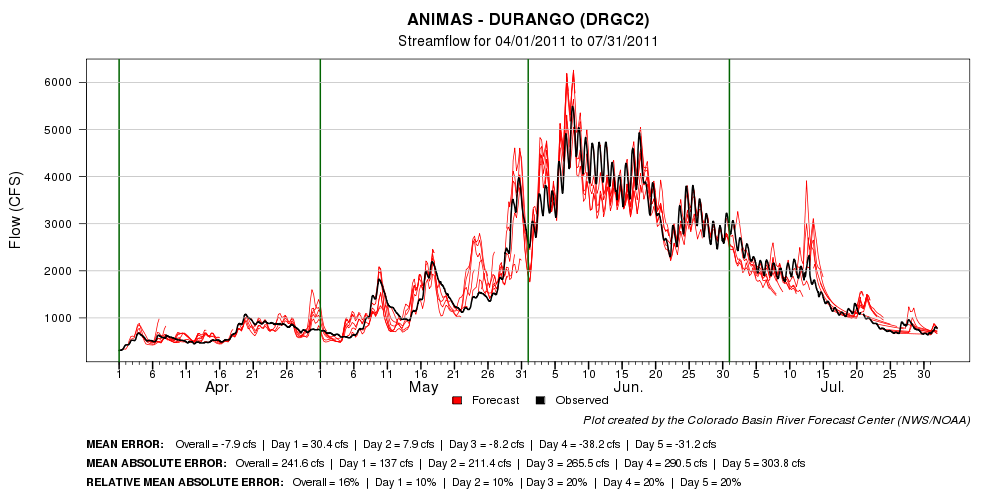 ANIMAS - DURANGO (DRGC2)
Streamflow for 04/01/2011 to 07/31/2011
Flow (CFS)
6000
5000
4000
3000
2000
1000
1 6 11 16 21 26 1 6 11 16 21 26 31 5 10 15 20 25 30 5 10 15 20 25 30
Apr. May Jun. Jul.
Forecast Observed
Plot created by the Colorado Basin River Forecast Center (NWS/NOAA)
MEAN ERROR: Overall = -7.9 cfs | Day 1 = 30.4 cfs | Day 2 = 7.9 cfs | Day 3 = -8.2 cfs | Day 4 = -38.2 cfs | Day 5 = -31.2 cfs
MEAN ABSOLUTE ERROR: Overall = 241.6 cfs | Day 1 = 137 cfs | Day 2 = 211.4 cfs | Day 3 = 265.5 cfs | Day 4 = 290.5 cfs | Day 5 = 303.8 cfs
RELATIVE MEAN ABSOLUTE ERROR: Overall = 16% | Day 1 = 10% | Day 2 = 10% | Day 3 = 20% | Day 4 = 20% | Day 5 = 20%